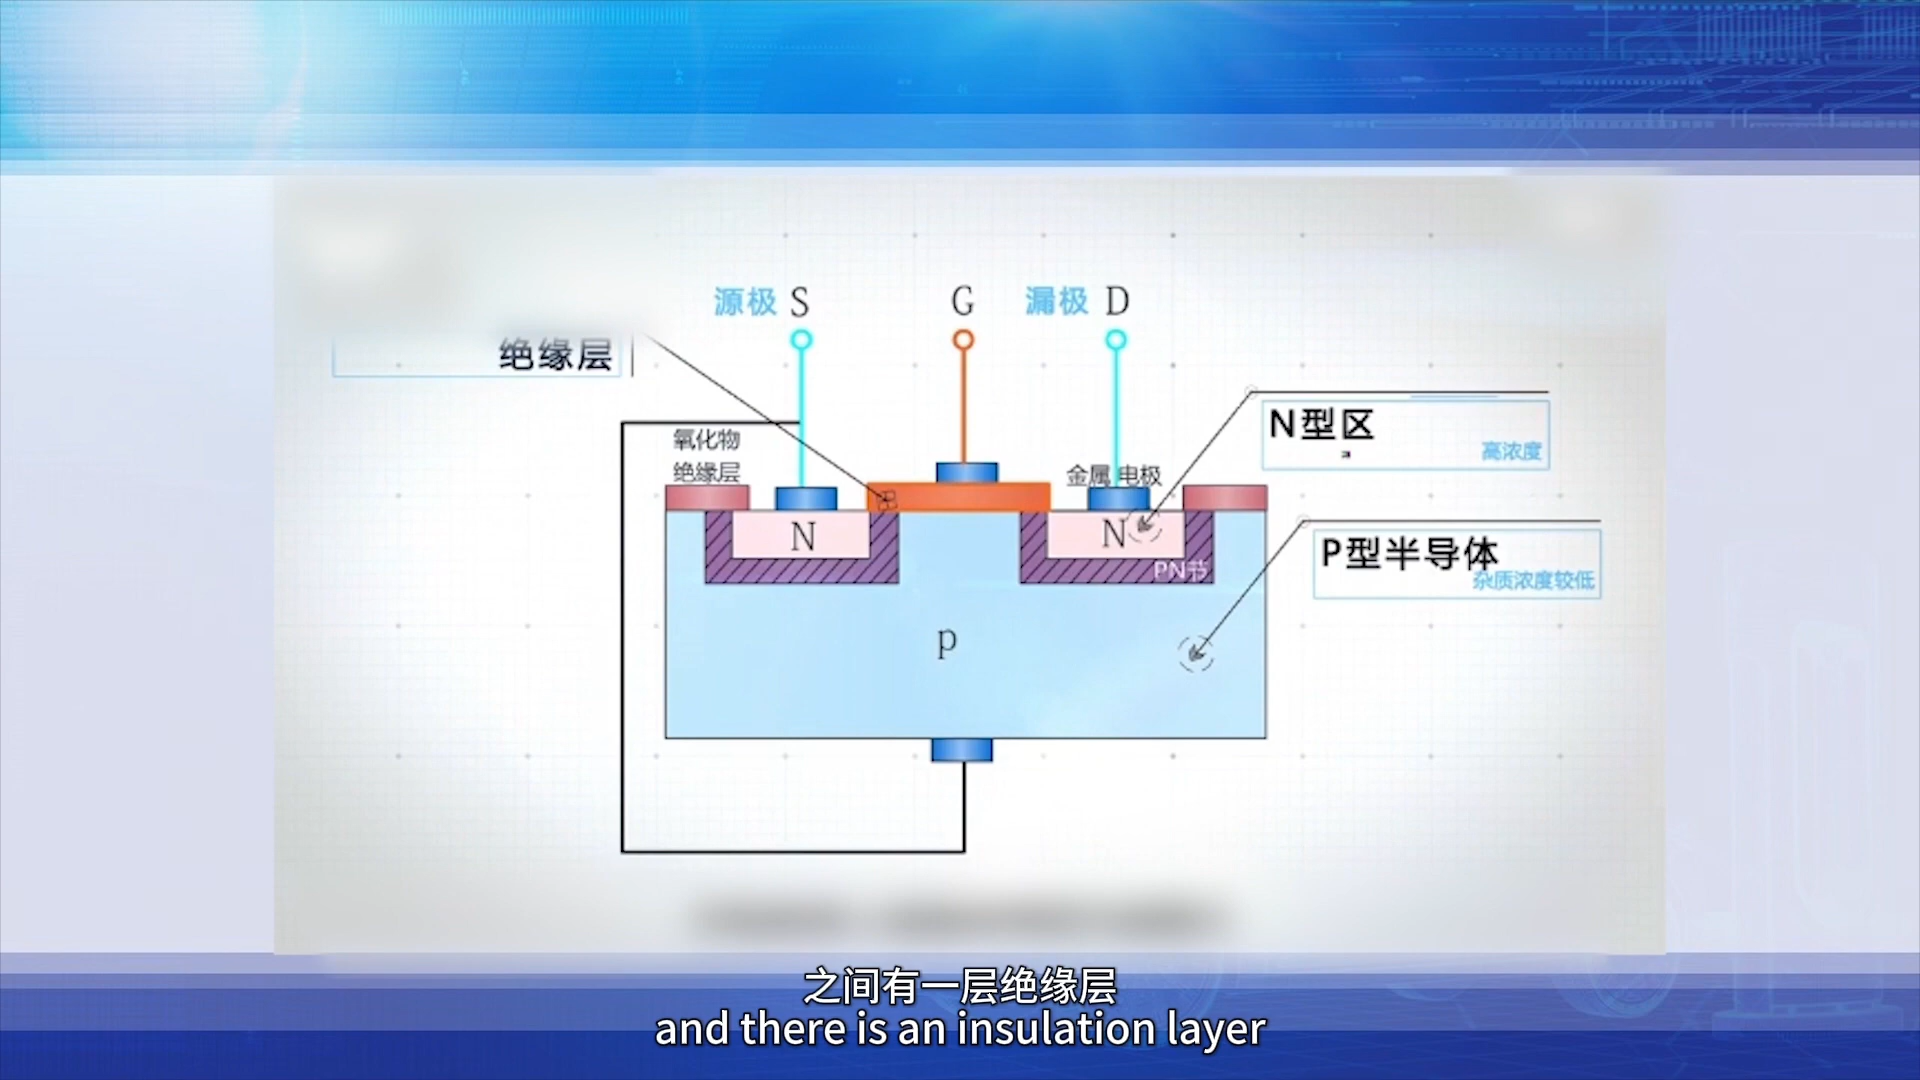 源极 S
G
漏极 D
绝缘层
氧化物
绝缘层
金属 电极
N型区
高浓度
N
N
PN节
P型半导体
杂质浓度较低
p
之间有一层绝缘层
and there is an insulation layer